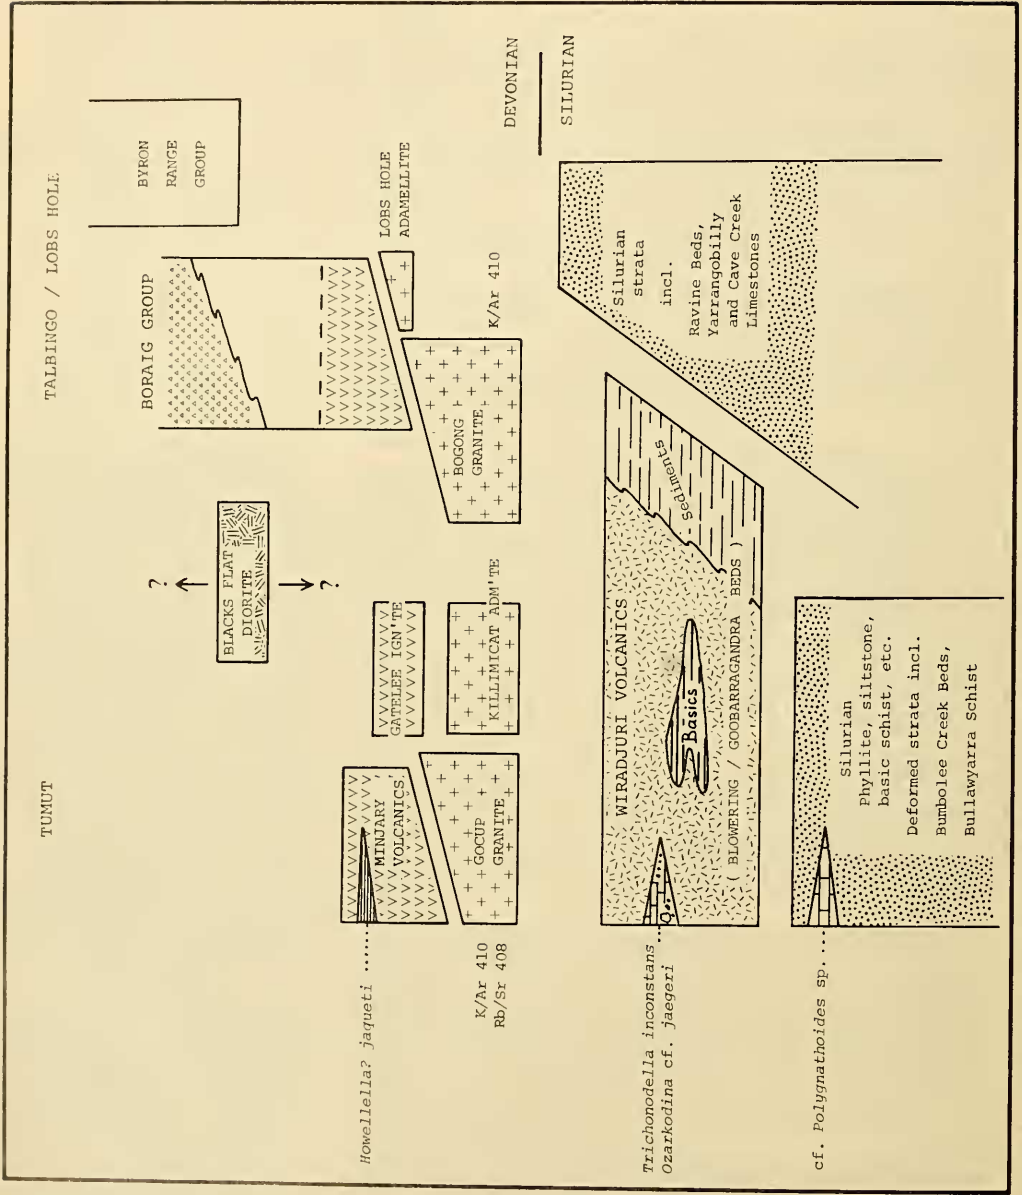 TUMUT
TALBINGO / LOBS HOLE
BYRON
RANGE
GROUP
BORAIG GROUP
?
BLACKS FLAT
DIORITE
?
LOBS HOLE
ADAMELLITE
GATELEE IGN'TE
MINJARY
VOLCANICS
Howellella? jaqueti
BOGONG
GRANITE
K/Ar 410
KILLIMICAT ADM'TE
GOCUP
GRANITE
K/Ar 410
Rb/Sr 408
DEVONIAN
SILURIAN
WIRADJURI VOLCANICS
Sediments
Basics
( BLOWERING / GOOBARRAGANDRA BEDS )
Trichonodella inconstans
Ozarkodina cf. jaegeri
Silurian
strata
incl.
Ravine Beds,
Yarrangobilly
and Cave Creek
Limestones
cf. Polygnathoides sp.
Silurian
Phyllite, siltstone,
basic schist, etc.
Deformed strata incl.
Bumbolee Creek Beds,
Bullawyarra Schist